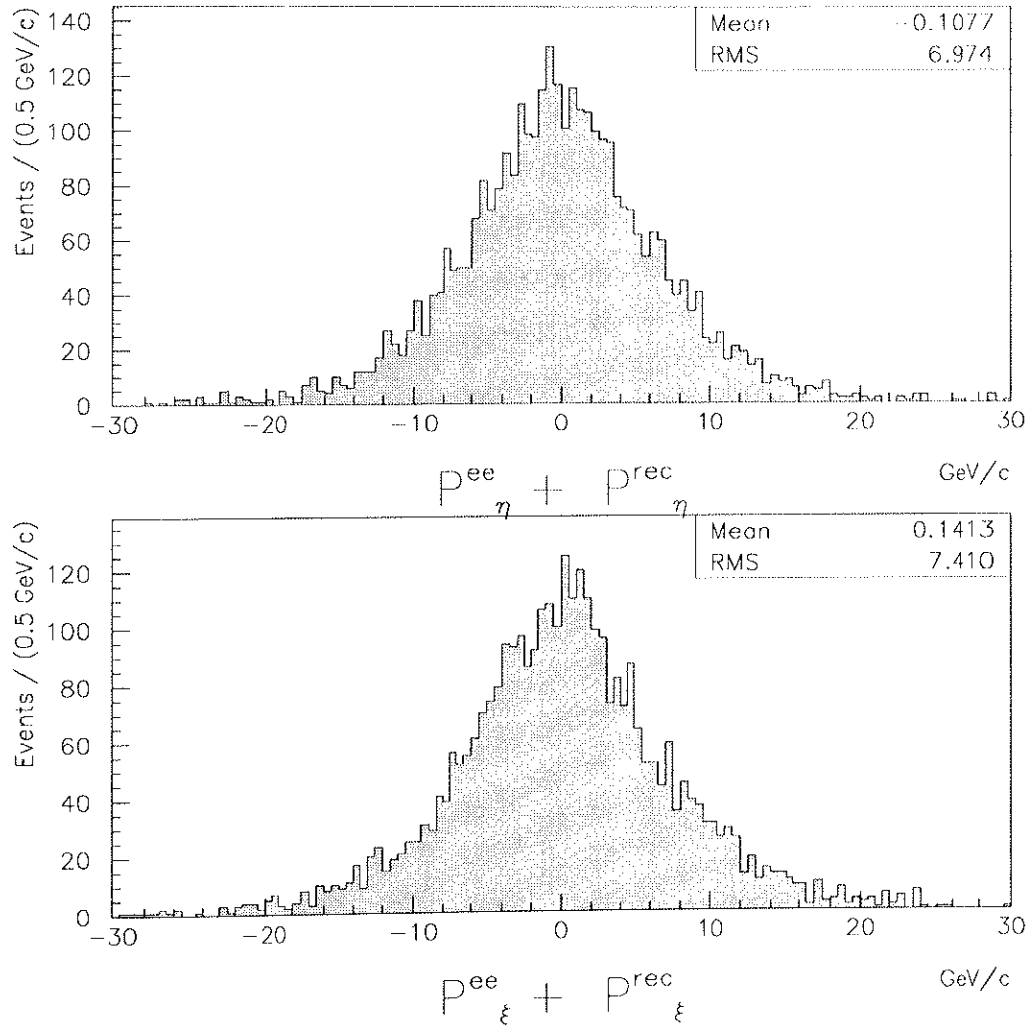 Events / (0.5 GeV/c)
140
120
100
80
60
40
20
0
Mean -0.1077
RMS 6.974
-30 -20 -10 0 10 20 30
P^ee_η + P^rec_η GeV/c
Events / (0.5 GeV/c)
120
100
80
60
40
20
0
Mean 0.1413
RMS 7.410
-30 -20 -10 0 10 20 30
P^ee_ξ + P^rec_ξ GeV/c